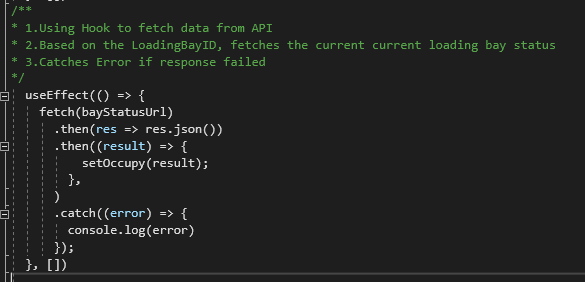 /**
* 1.Using Hook to fetch data from API
* 2.Based on the LoadingBayID, fetches the current current loading bay status
* 3.Catches Error if response failed
*/
useEffect(() => {
fetch(bayStatusUrl)
.then(res => res.json())
.then((result) => {
setOccupy(result);
},
)
.catch((error) => {
console.log(error)
});
}, [])